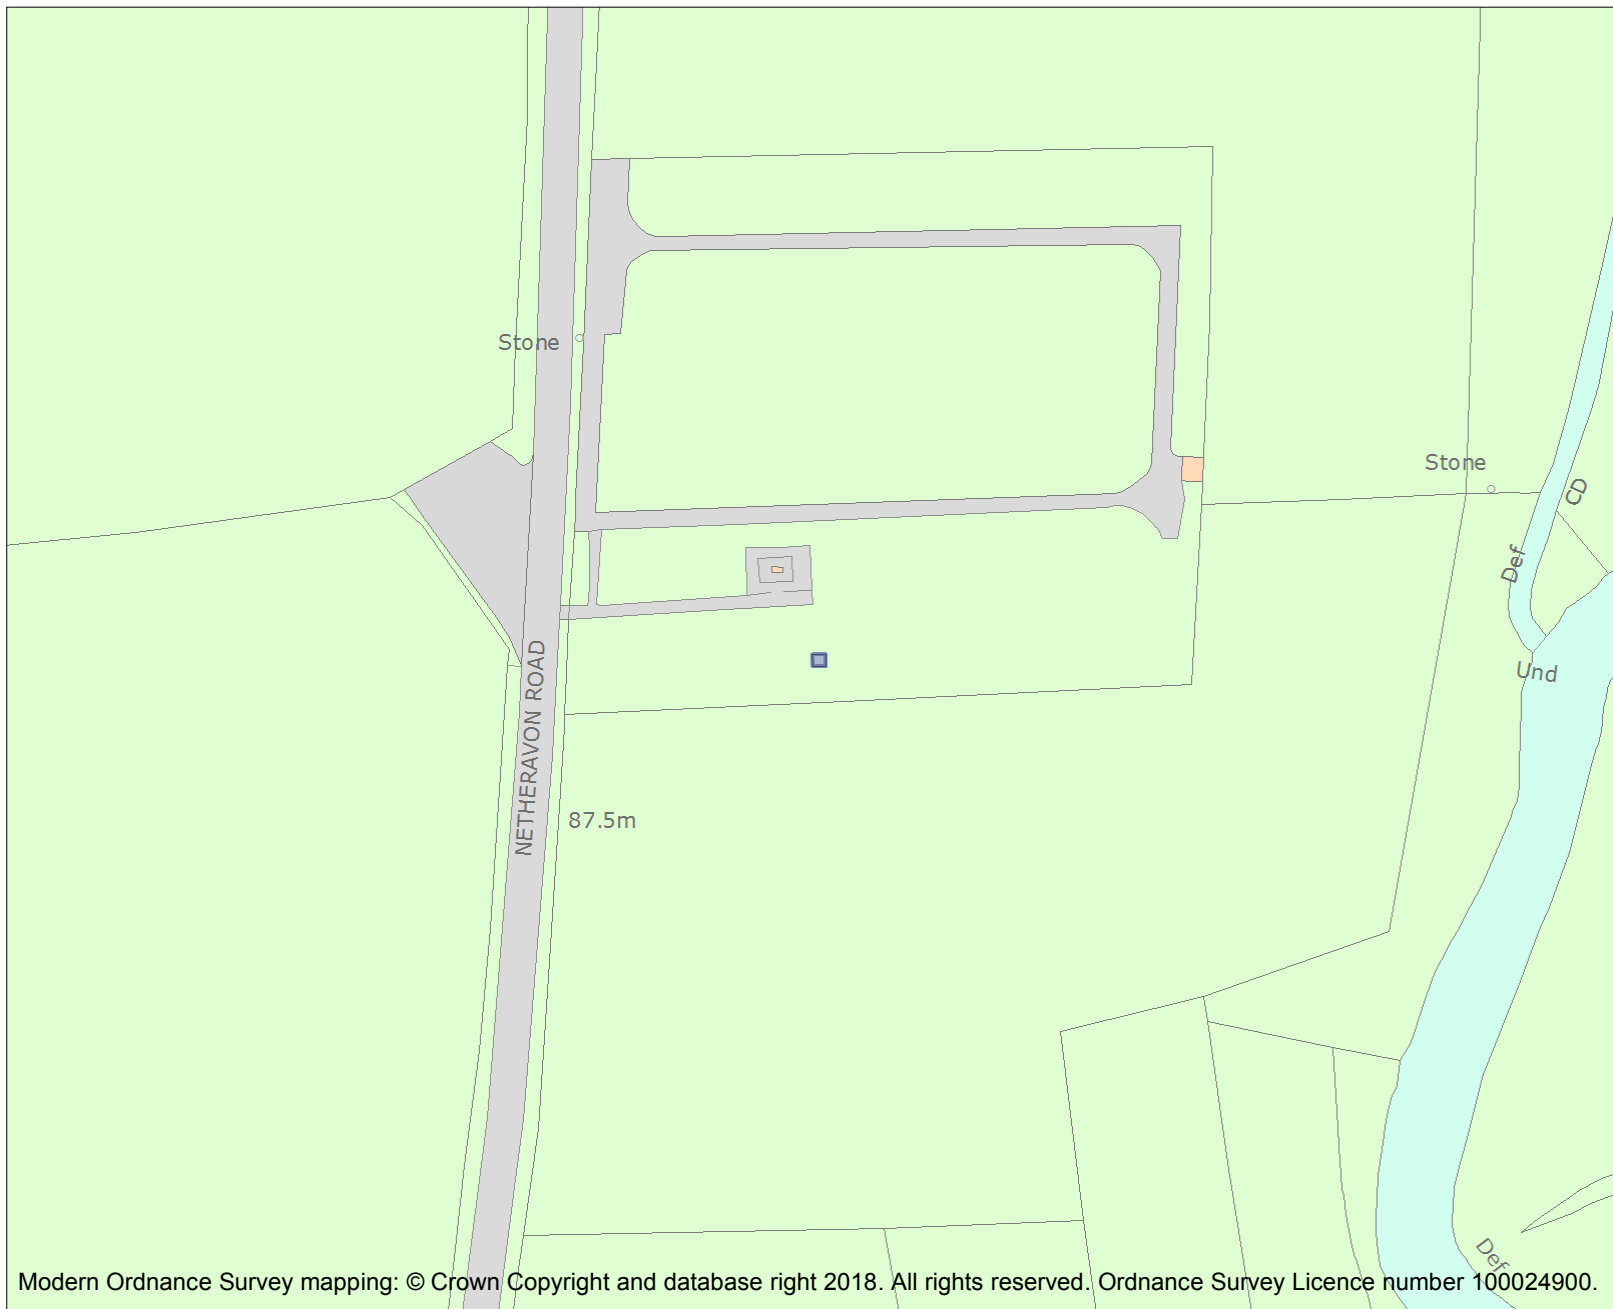 Stone
Stone
CD
Def
Und
NETHERAVON ROAD
87.5m
Def
Modern Ordnance Survey mapping: © Crown Copyright and database right 2018. All rights reserved. Ordnance Survey Licence number 100024900.